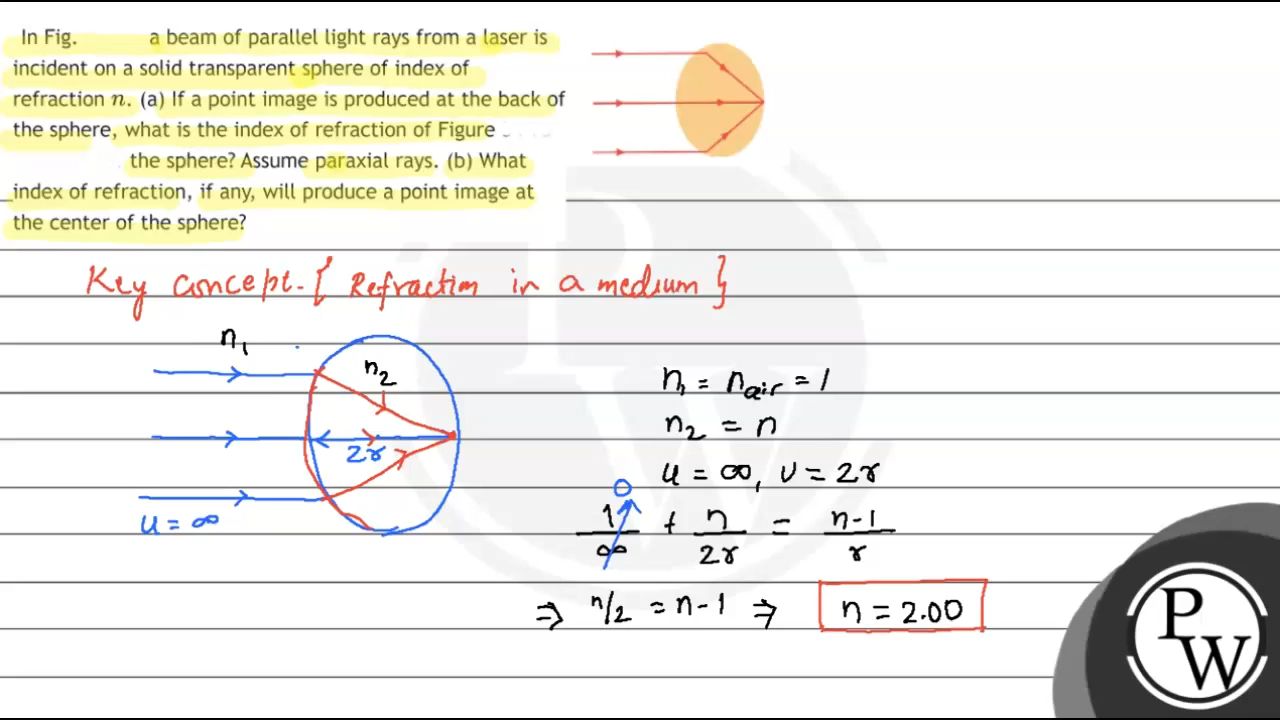 In Fig. a beam of parallel light rays from a laser is
incident on a solid transparent sphere of index of
refraction n. (a) If a point image is produced at the back of
the sphere, what is the index of refraction of Figure
the sphere? Assume paraxial rays. (b) What
index of refraction, if any, will produce a point image at
the center of the sphere?
Key concept. { Refraction in a medium }
n₁
n₂
2r
u = ∞
n₁ = n_air = 1
n₂ = n
u = ∞, v = 2r
0
1/∞ + n/2r = n-1/r
⇒ n/2 = n-1 ⇒ n = 2.00
PW
PW